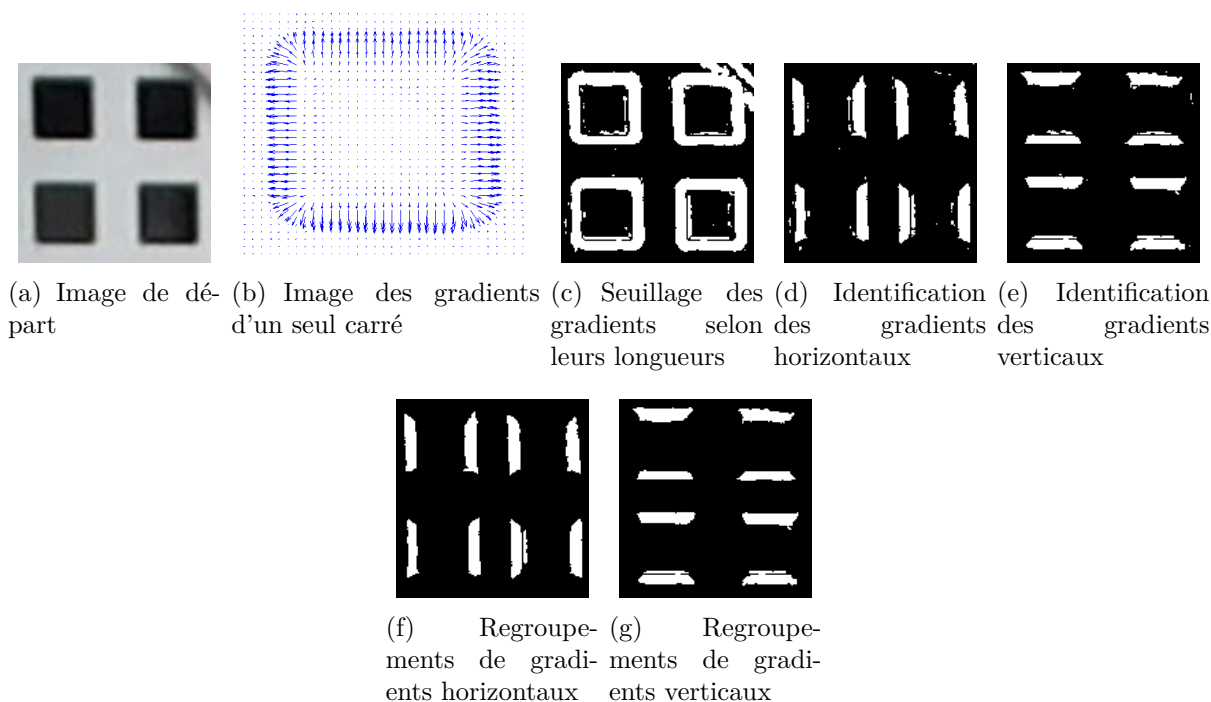 (a) Image de dé-
part
(b) Image des gradients
d'un seul carré
(c) Seuillage des
gradients selon
leurs longueurs
(d) Identification
des gradients
horizontaux
(e) Identification
des gradients
verticaux
(f) Regroupe-
ments de gradi-
ents horizontaux
(g) Regroupe-
ments de gradi-
ents verticaux